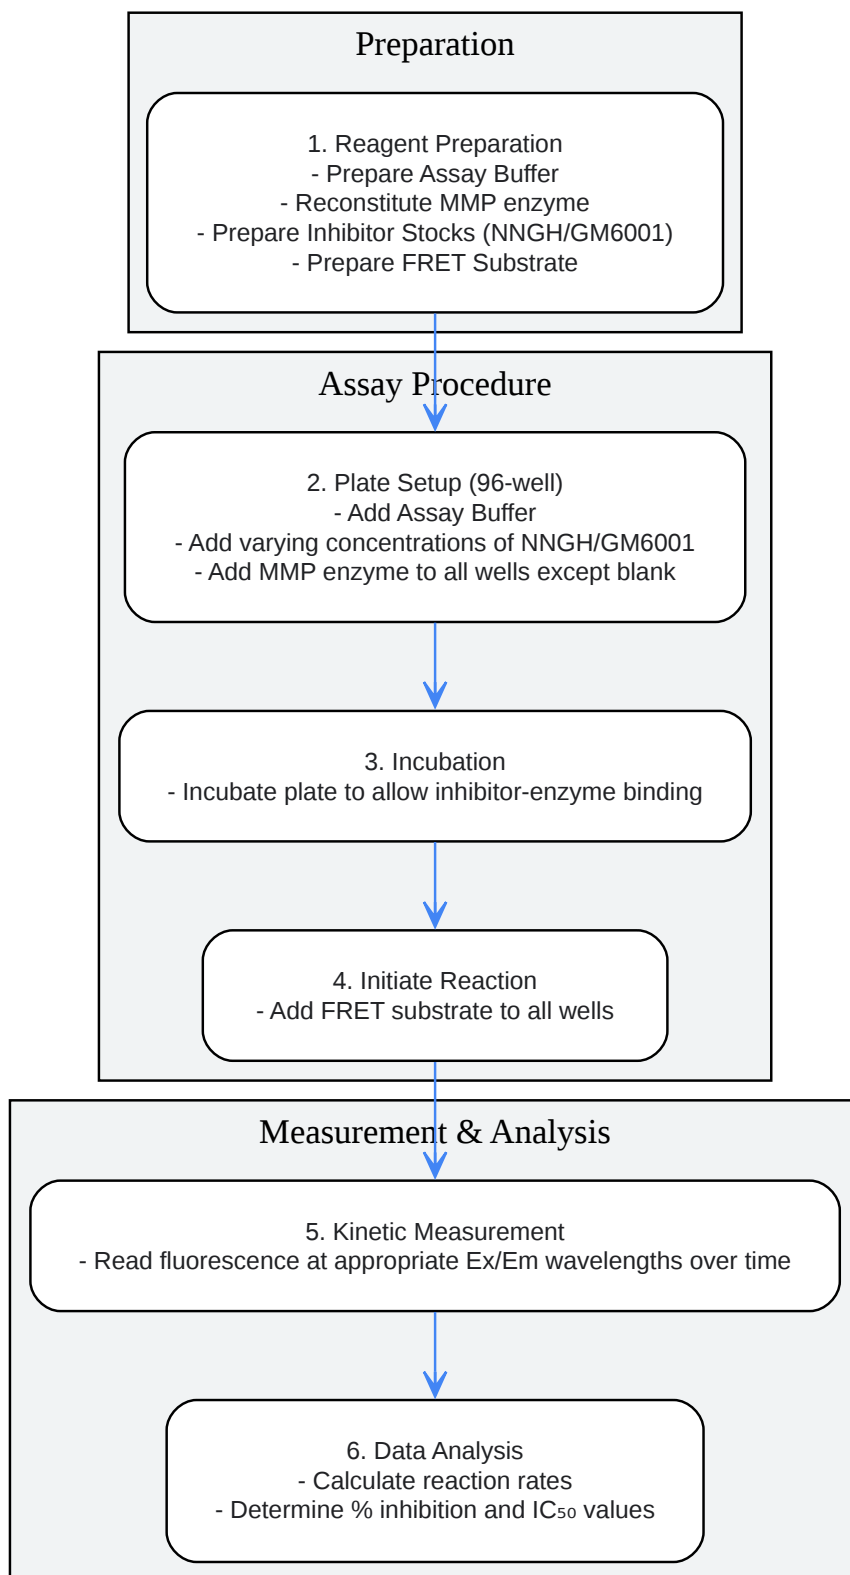 Preparation
1. Reagent Preparation
- Prepare Assay Buffer
- Reconstitute MMP enzyme
- Prepare Inhibitor Stocks (NNGH/GM6001)
- Prepare FRET Substrate
Assay Procedure
2. Plate Setup (96-well)
- Add Assay Buffer
- Add varying concentrations of NNGH/GM6001
- Add MMP enzyme to all wells except blank
3. Incubation
- Incubate plate to allow inhibitor-enzyme binding
4. Initiate Reaction
- Add FRET substrate to all wells
Measurement & Analysis
5. Kinetic Measurement
- Read fluorescence at appropriate Ex/Em wavelengths over time
6. Data Analysis
- Calculate reaction rates
- Determine % inhibition and IC₅₀ values